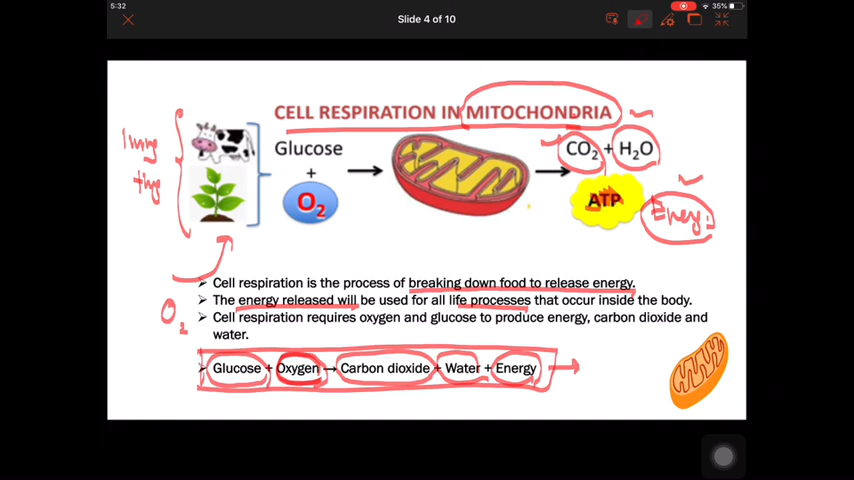 5:32
Slide 4 of 10
35%
CELL RESPIRATION IN MITOCHONDRIA
living
Glucose
+
O2
CO2 + H2O
ATP
Energy
O2
➢ Cell respiration is the process of breaking down food to release energy.
➢ The energy released will be used for all life processes that occur inside the body.
➢ Cell respiration requires oxygen and glucose to produce energy, carbon dioxide and
water.
➢ Glucose + Oxygen → Carbon dioxide + Water + Energy